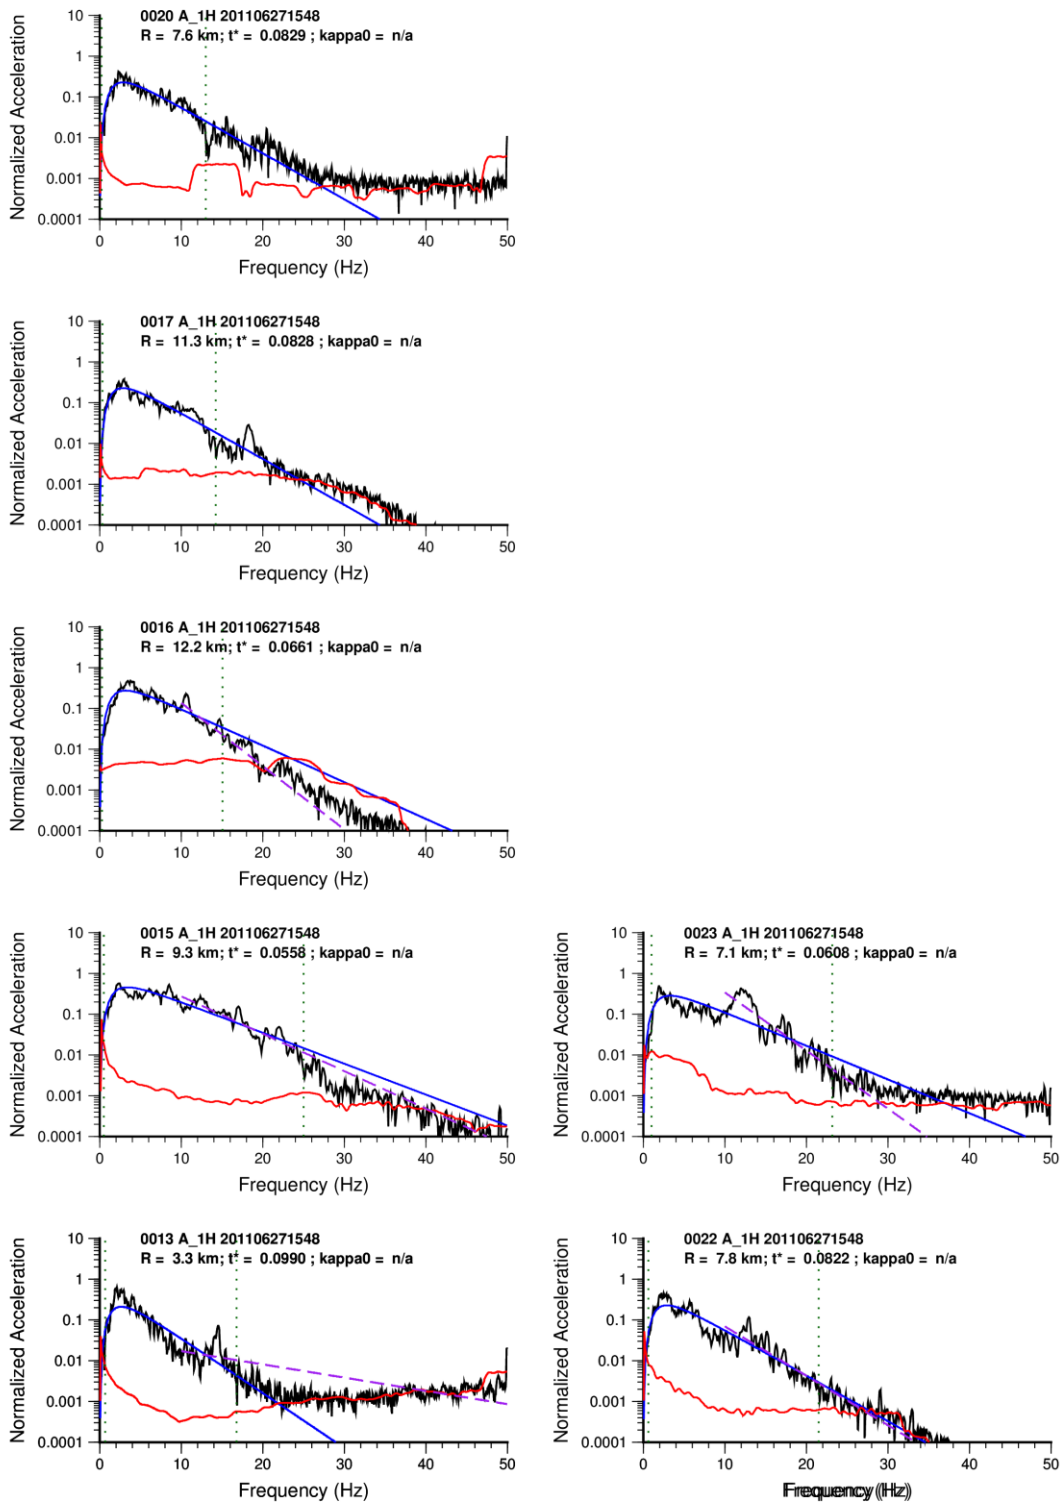 0020 A_1H 201106271548
R = 7.6 km; t* = 0.0829 ; kappa0 = n/a
Normalized Acceleration
10
1
0.1
0.01
0.001
0.0001
0 10 20 30 40 50
Frequency (Hz)
0017 A_1H 201106271548
R = 11.3 km; t* = 0.0828 ; kappa0 = n/a
Normalized Acceleration
10
1
0.1
0.01
0.001
0.0001
0 10 20 30 40 50
Frequency (Hz)
0016 A_1H 201106271548
R = 12.2 km; t* = 0.0661 ; kappa0 = n/a
Normalized Acceleration
10
1
0.1
0.01
0.001
0.0001
0 10 20 30 40 50
Frequency (Hz)
0015 A_1H 201106271548
R = 9.3 km; t* = 0.0558 ; kappa0 = n/a
Normalized Acceleration
10
1
0.1
0.01
0.001
0.0001
0 10 20 30 40 50
Frequency (Hz)
0023 A_1H 201106271548
R = 7.1 km; t* = 0.0608 ; kappa0 = n/a
Normalized Acceleration
10
1
0.1
0.01
0.001
0.0001
0 10 20 30 40 50
Frequency (Hz)
0013 A_1H 201106271548
R = 3.3 km; t* = 0.0990 ; kappa0 = n/a
Normalized Acceleration
10
1
0.1
0.01
0.001
0.0001
0 10 20 30 40 50
Frequency (Hz)
0022 A_1H 201106271548
R = 7.8 km; t* = 0.0822 ; kappa0 = n/a
Normalized Acceleration
10
1
0.1
0.01
0.001
0.0001
0 10 20 30 40 50
Frequency (Hz)